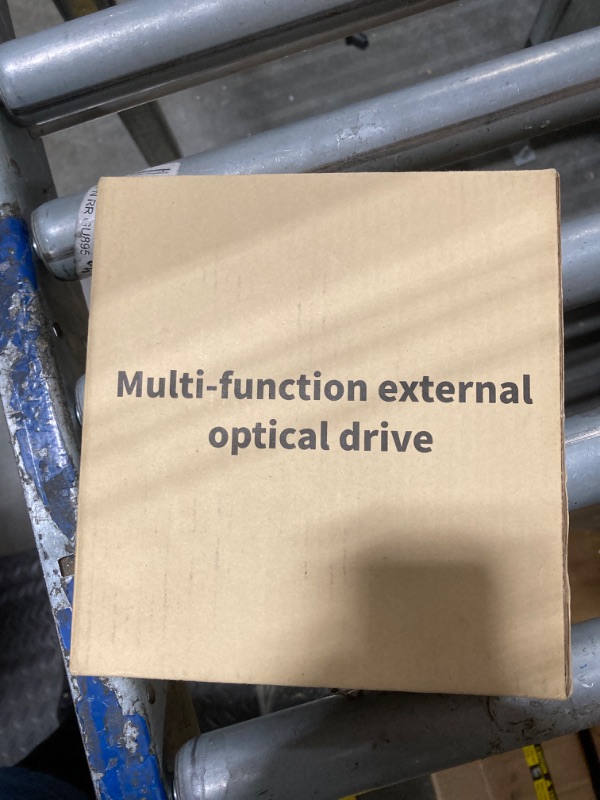 Multi-function external
optical drive